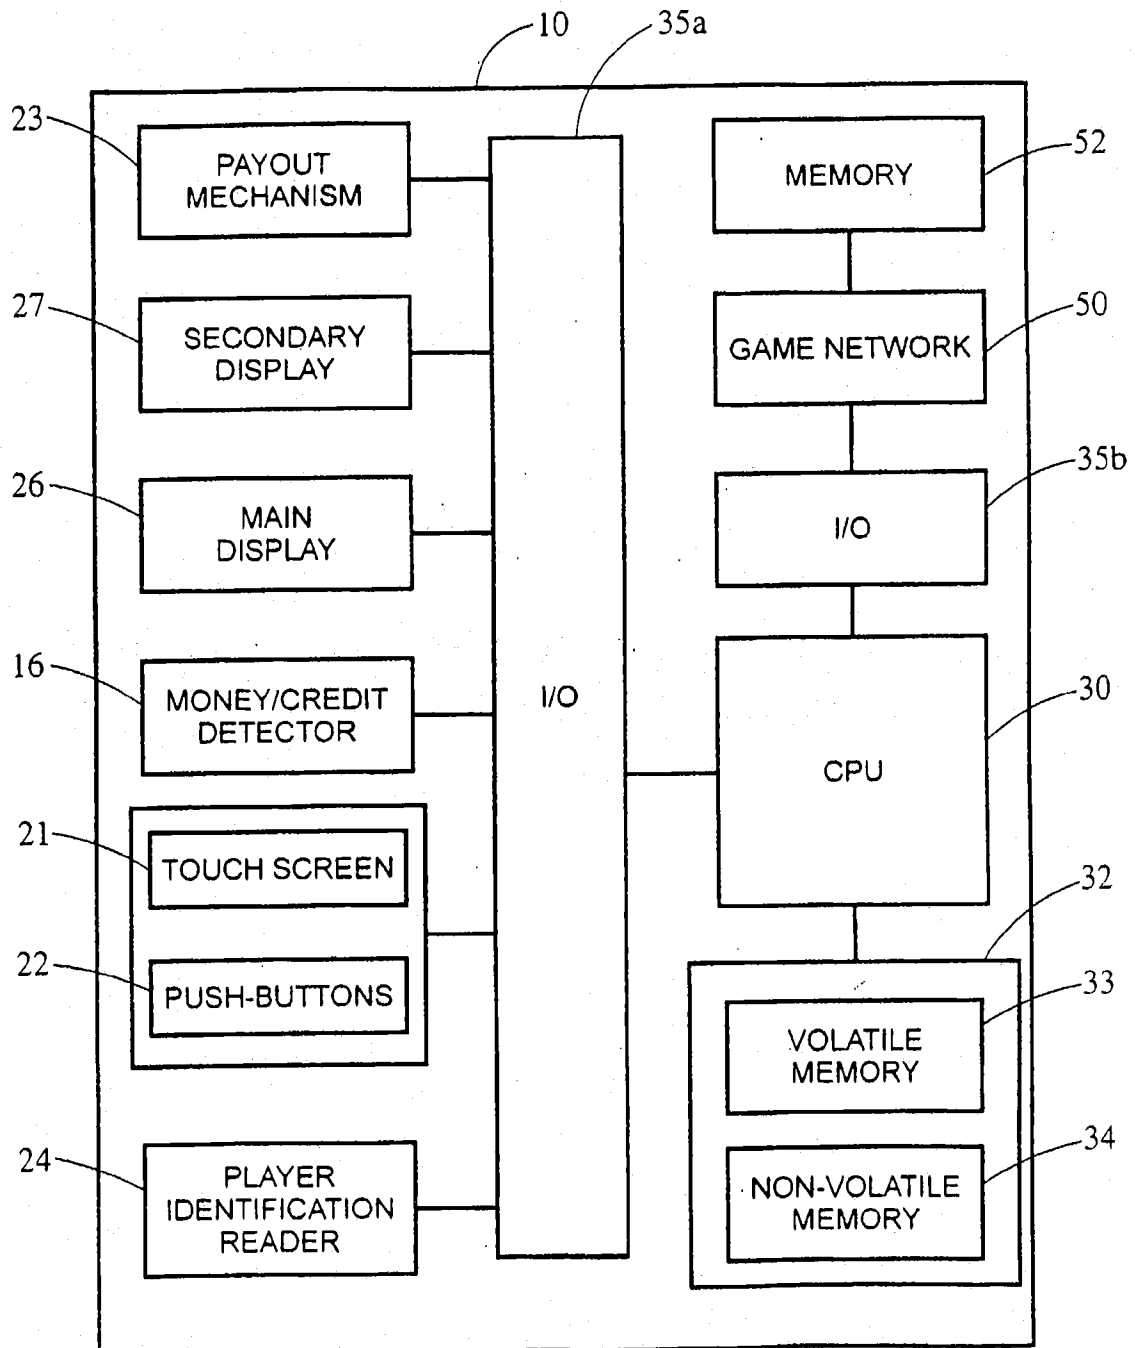 10
35a
23
PAYOUT
MECHANISM
MEMORY
52
27
SECONDARY
DISPLAY
GAME NETWORK
50
26
MAIN
DISPLAY
I/O
35b
16
MONEY/CREDIT
DETECTOR
I/O
CPU
30
21
TOUCH SCREEN
22
PUSH-BUTTONS
32
VOLATILE
MEMORY
33
24
PLAYER
IDENTIFICATION
READER
NON-VOLATILE
MEMORY
34